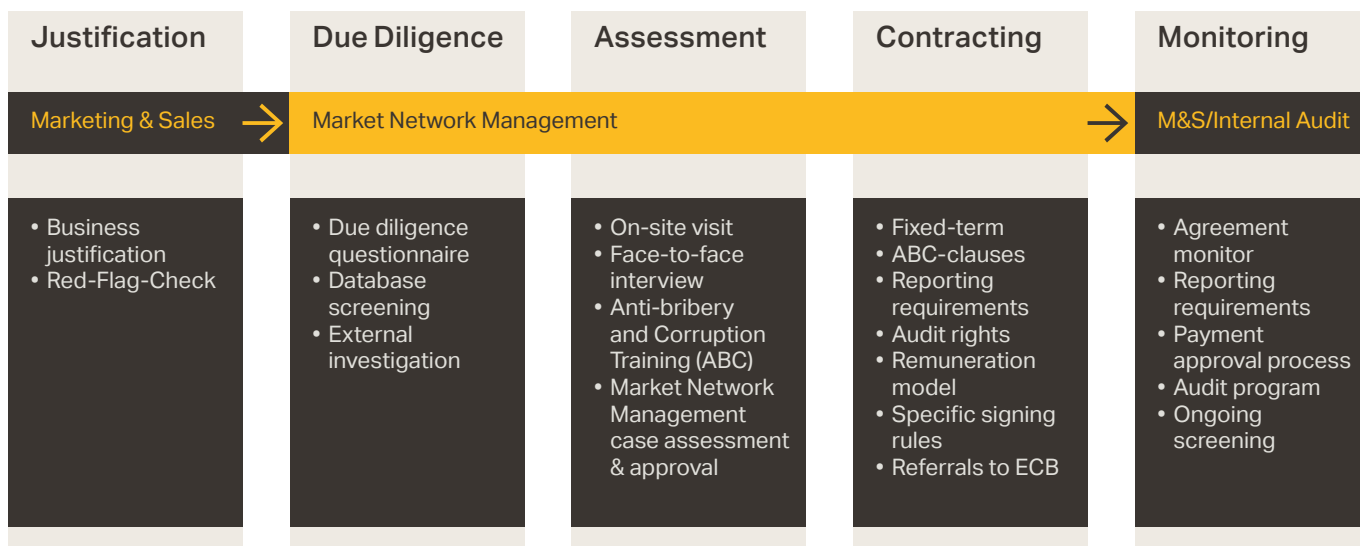 Justification
Due Diligence
Assessment
Contracting
Monitoring
Marketing & Sales
Market Network Management
M&S/Internal Audit
• Business
justification
• Red-Flag-Check
• Due diligence
questionnaire
• Database
screening
• External
investigation
• On-site visit
• Face-to-face
interview
• Anti-bribery
and Corruption
Training (ABC)
• Market Network
Management
case assessment
& approval
• Fixed-term
• ABC-clauses
• Reporting
requirements
• Audit rights
• Remuneration
model
• Specific signing
rules
• Referrals to ECB
• Agreement
monitor
• Reporting
requirements
• Payment
approval process
• Audit program
• Ongoing
screening